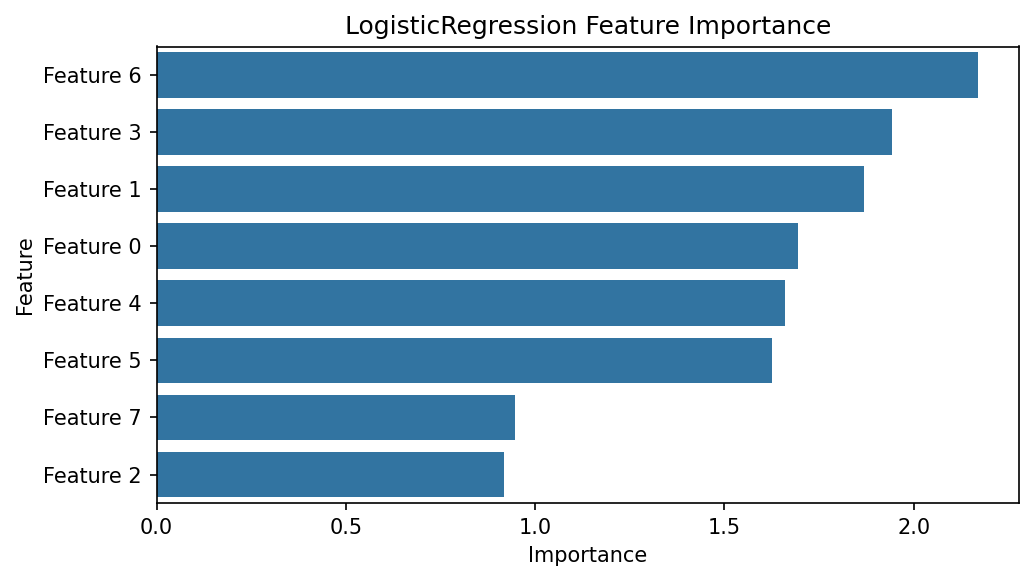 LogisticRegression Feature Importance
Feature
Feature 6
Feature 3
Feature 1
Feature 0
Feature 4
Feature 5
Feature 7
Feature 2
0.0 0.5 1.0 1.5 2.0
Importance